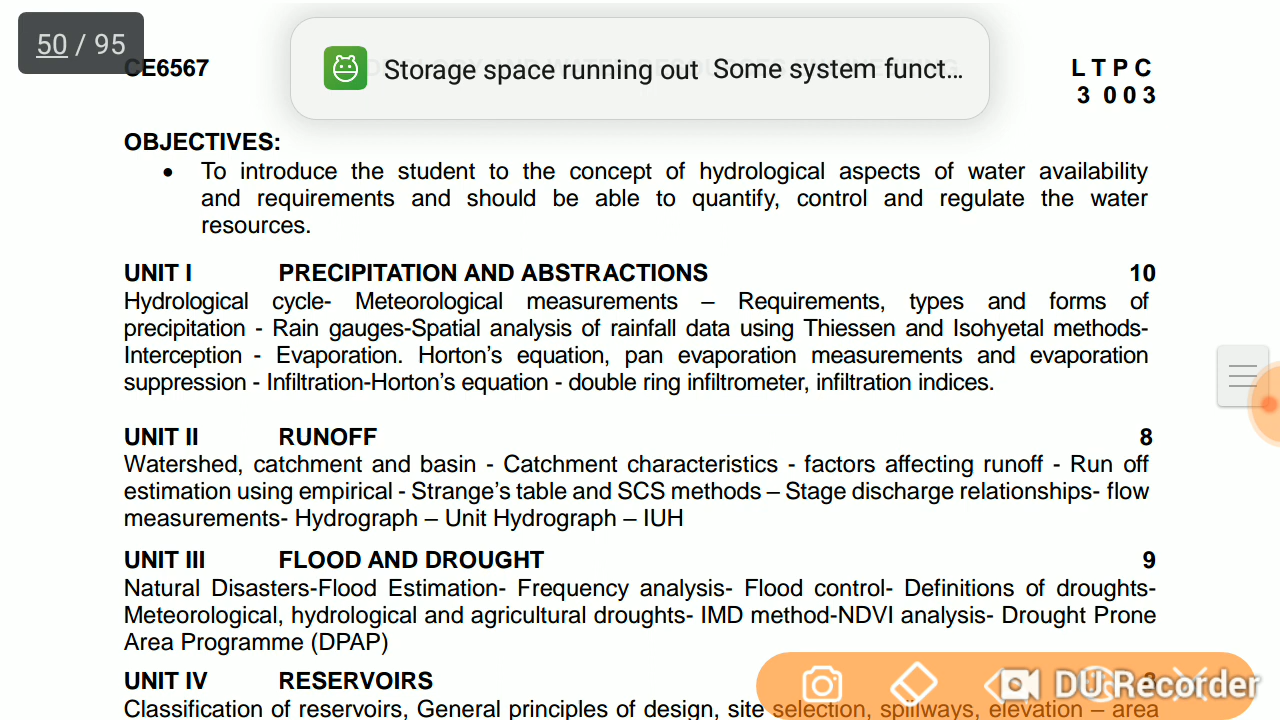 50 / 95
Storage space running out Some system funct...
CE6567
L T P C
3 0 0 3
OBJECTIVES:
• To introduce the student to the concept of hydrological aspects of water availability
and requirements and should be able to quantify, control and regulate the water
resources.
UNIT I PRECIPITATION AND ABSTRACTIONS 10
Hydrological cycle- Meteorological measurements – Requirements, types and forms of
precipitation - Rain gauges-Spatial analysis of rainfall data using Thiessen and Isohyetal methods-
Interception - Evaporation. Horton's equation, pan evaporation measurements and evaporation
suppression - Infiltration-Horton's equation - double ring infiltrometer, infiltration indices.
UNIT II RUNOFF 8
Watershed, catchment and basin - Catchment characteristics - factors affecting runoff - Run off
estimation using empirical - Strange's table and SCS methods – Stage discharge relationships- flow
measurements- Hydrograph – Unit Hydrograph – IUH
UNIT III FLOOD AND DROUGHT 9
Natural Disasters-Flood Estimation- Frequency analysis- Flood control- Definitions of droughts-
Meteorological, hydrological and agricultural droughts- IMD method-NDVI analysis- Drought Prone
Area Programme (DPAP)
UNIT IV RESERVOIRS
DU Recorder
Classification of reservoirs, General principles of design, site selection, spillways, elevation – area